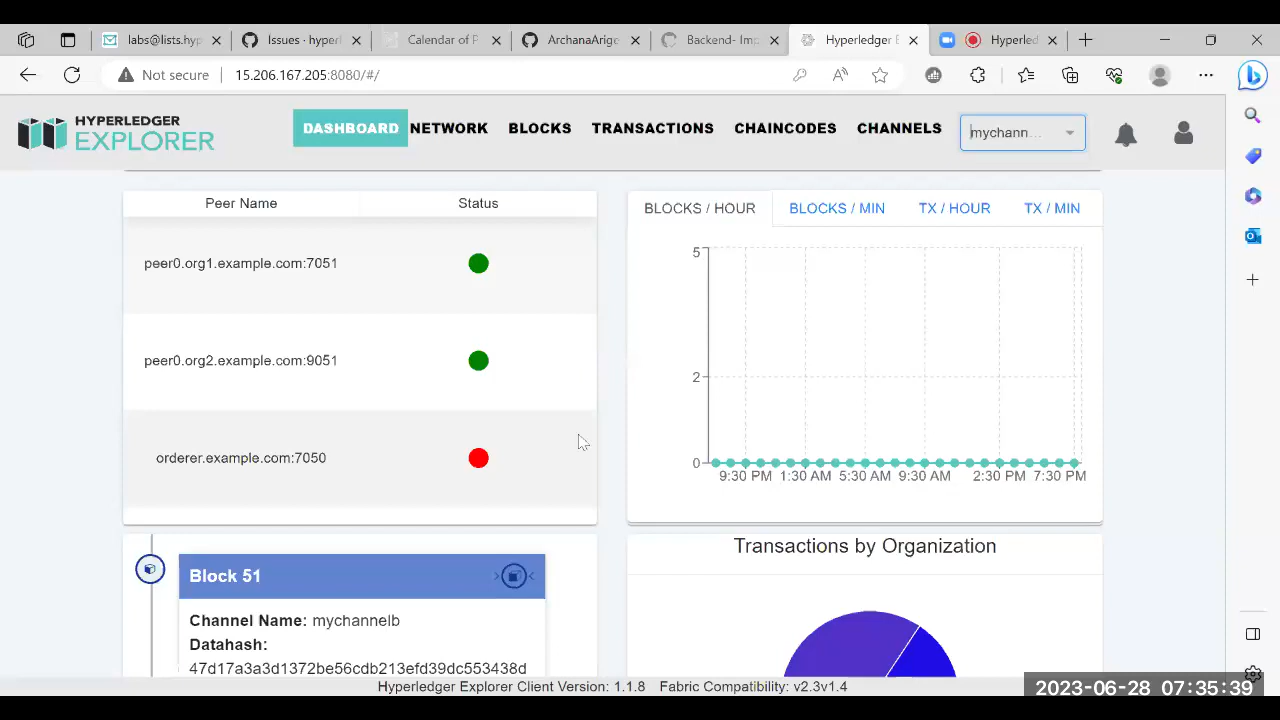 labs@lists.hy
Issues · hyperl
Calendar of P
ArchanaArige
Backend- Imp
Hyperledger E
Hyperled
Not secure
15.206.167.205:8080/#/
HYPERLEDGER
EXPLORER
DASHBOARD
NETWORK
BLOCKS
TRANSACTIONS
CHAINCODES
CHANNELS
mychann...
Peer Name
Status
peer0.org1.example.com:7051
peer0.org2.example.com:9051
orderer.example.com:7050
BLOCKS / HOUR
BLOCKS / MIN
TX / HOUR
TX / MIN
5
2
0
9:30 PM
1:30 AM
5:30 AM
9:30 AM
2:30 PM
7:30 PM
Block 51
Channel Name: mychannelb
Datahash:
47d17a3a3d1372be56cdb213efd39dc553438d
Transactions by Organization
Hyperledger Explorer Client Version: 1.1.8 Fabric Compatibility: v2.3v1.4
2023-06-28 07:35:39